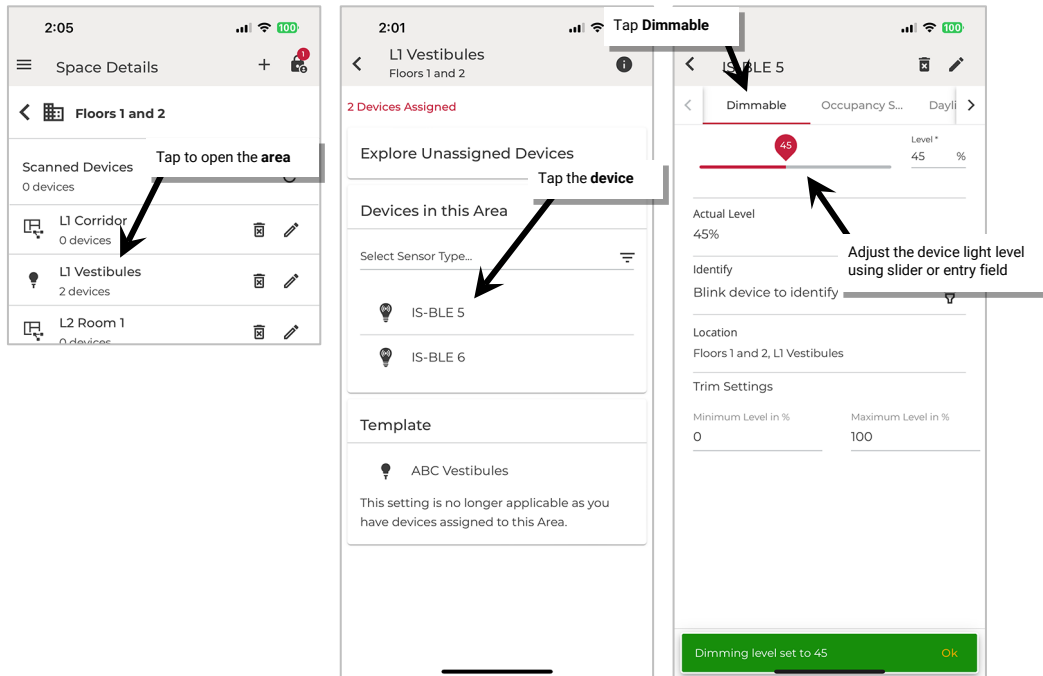 2:05
100
Space Details
1
Floors 1 and 2
Scanned Devices
0 devices
Tap to open the area
L1 Corridor
0 devices
L1 Vestibules
2 devices
L2 Room 1
0 devices
2:01
L1 Vestibules
Floors 1 and 2
2 Devices Assigned
Explore Unassigned Devices
Tap the device
Devices in this Area
Select Sensor Type...
IS-BLE 5
IS-BLE 6
Template
ABC Vestibules
This setting is no longer applicable as you
have devices assigned to this Area.
Tap Dimmable
100
IS-BLE 5
Dimmable
Occupancy S...
Dayli
45
Level *
45 %
Actual Level
45%
Adjust the device light level
using slider or entry field
Identify
Blink device to identify
Location
Floors 1 and 2, L1 Vestibules
Trim Settings
Minimum Level in %
0
Maximum Level in %
100
Dimming level set to 45
Ok